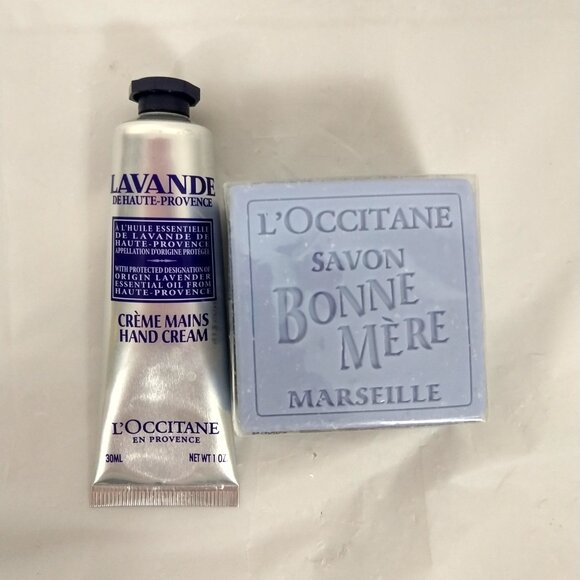 LAVANDE
DE HAUTE-PROVENCE
À L'HUILE ESSENTIELLE
DE LAVANDE DE
HAUTE-PROVENCE
APPELLATION D'ORIGINE PROTÉGÉE
WITH PROTECTED DESIGNATION OF
ORIGIN LAVENDER
ESSENTIAL OIL FROM
HAUTE-PROVENCE
CRÈME MAINS
HAND CREAM
L'OCCITANE
EN PROVENCE
30ML NET WT 1 OZ
L'OCCITANE
SAVON
BONNE
MÈRE
MARSEILLE